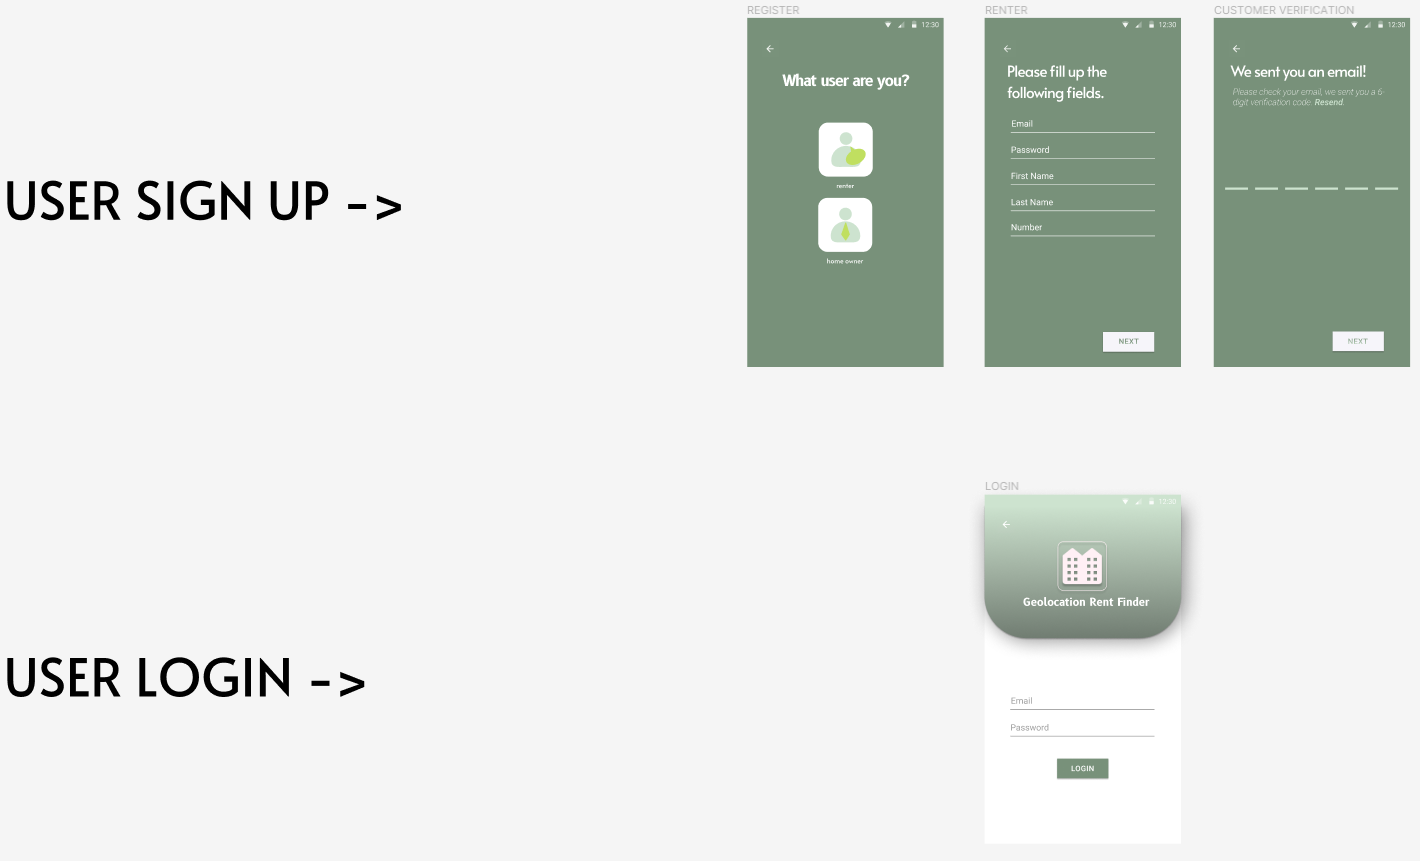 REGISTER
12:30
What user are you?
renter
home owner
RENTER
12:30
Please fill up the
following fields.
Email
Password
First Name
Last Name
Number
NEXT
CUSTOMER VERIFICATION
12:30
We sent you an email!
Please check your email, we sent you a 6-
digit verification code. Resend.
NEXT
USER SIGN UP ->
LOGIN
12:30
Geolocation Rent Finder
Email
Password
LOGIN
USER LOGIN ->